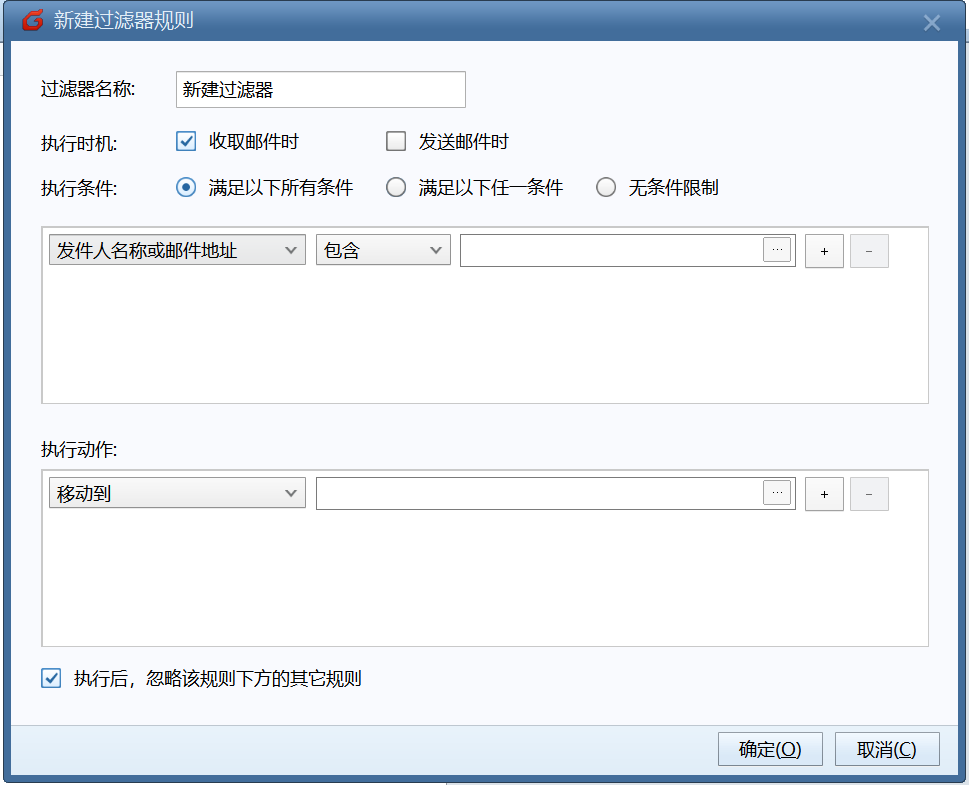 新建过滤器规则
过滤器名称: 新建过滤器
执行时机: 收取邮件时 发送邮件时
执行条件: 满足以下所有条件 满足以下任一条件 无条件限制
发件人名称或邮件地址 包含 ... + -
执行动作:
移动到 ... + -
执行后，忽略该规则下方的其它规则
确定(O) 取消(C)